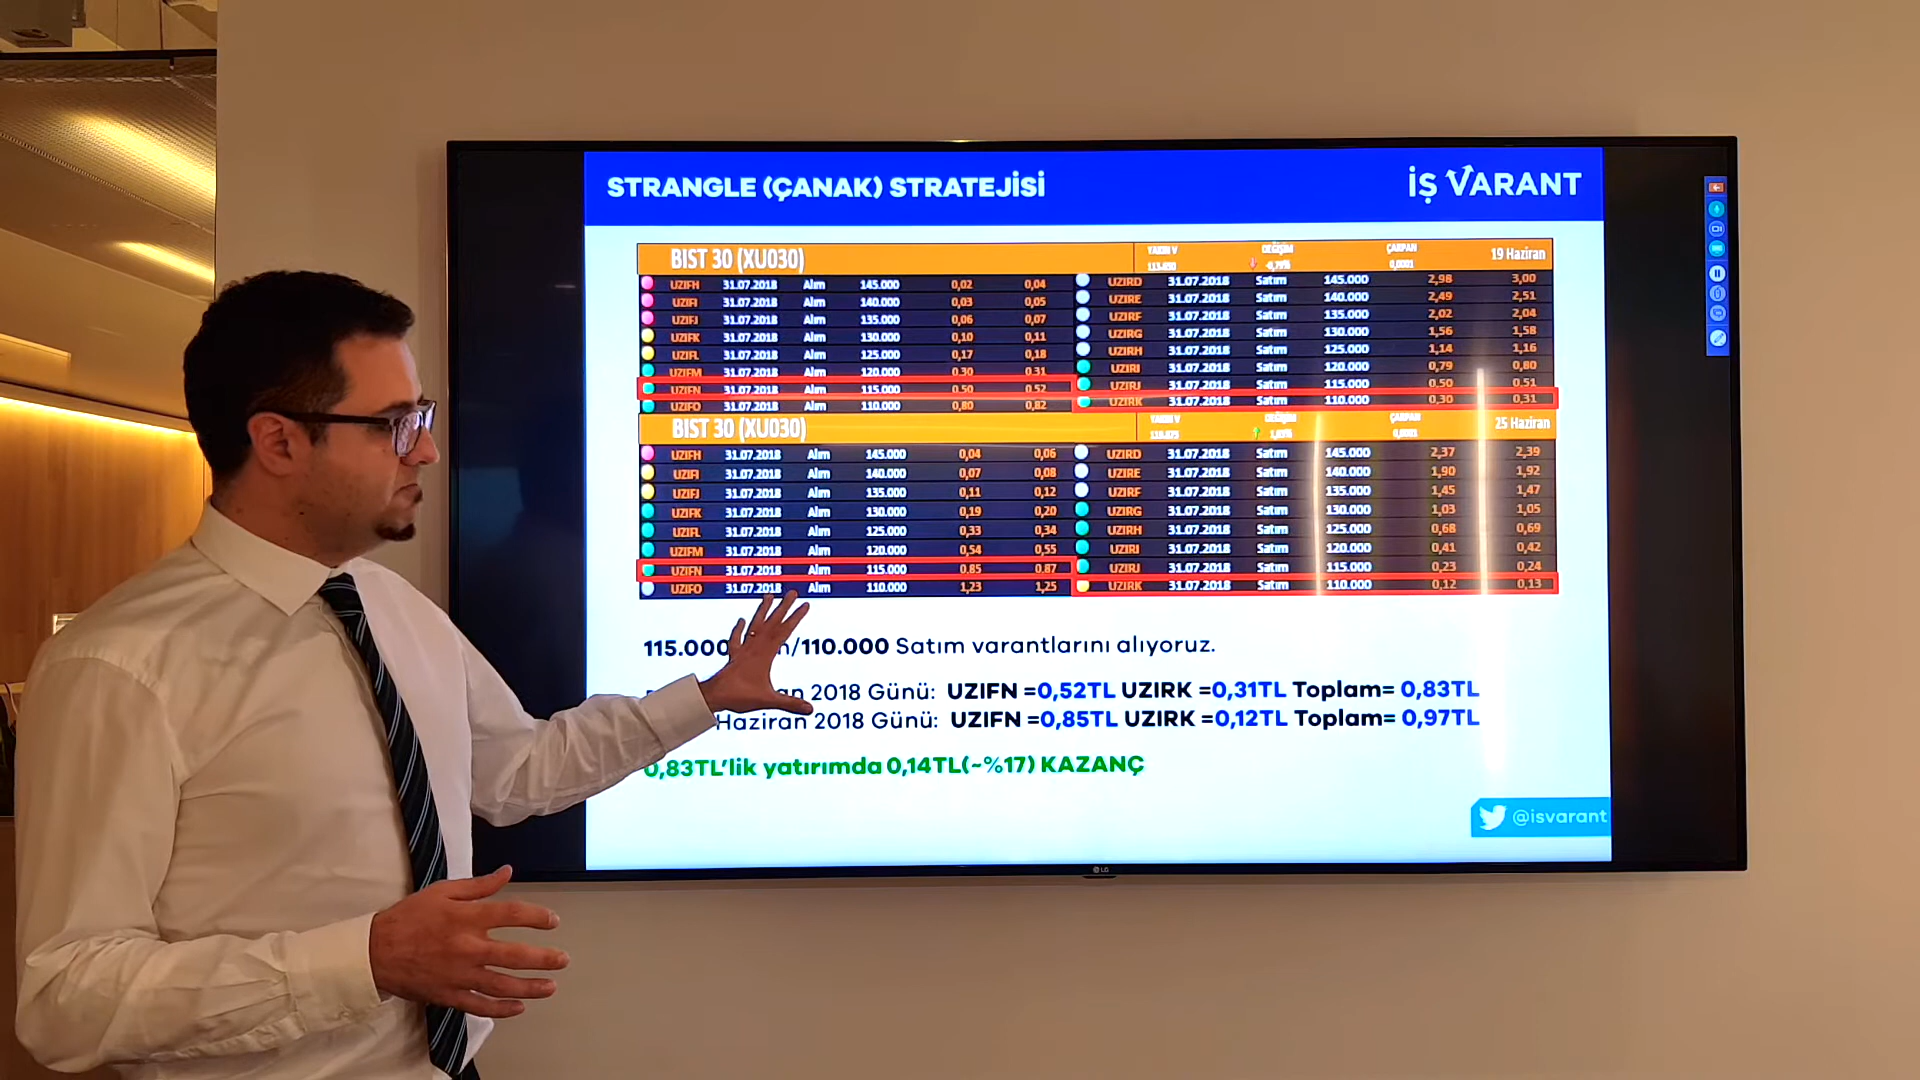 STRANGLE (ÇANAK) STRATEJİSİ
İŞ VARANT
BIST 30 (XU030) DEĞİŞİM ÇARPAN 19 Haziran
-0,79% 0,0001
UZIFH 31.07.2018 Alım 145.000 0,02 0,04 UZIRD 31.07.2018 Satım 145.000 2,98 3,00
UZIFI 31.07.2018 Alım 140.000 0,03 0,05 UZIRE 31.07.2018 Satım 140.000 2,49 2,51
UZIFJ 31.07.2018 Alım 135.000 0,06 0,07 UZIRF 31.07.2018 Satım 135.000 2,02 2,04
UZIFK 31.07.2018 Alım 130.000 0,10 0,11 UZIRG 31.07.2018 Satım 130.000 1,56 1,58
UZIFL 31.07.2018 Alım 125.000 0,17 0,18 UZIRH 31.07.2018 Satım 125.000 1,14 1,16
UZIFM 31.07.2018 Alım 120.000 0,30 0,31 UZIRI 31.07.2018 Satım 120.000 0,79 0,80
UZIFN 31.07.2018 Alım 115.000 0,50 0,52 UZIRJ 31.07.2018 Satım 115.000 0,50 0,51
UZIFO 31.07.2018 Alım 110.000 0,80 0,82 UZIRK 31.07.2018 Satım 110.000 0,30 0,31
BIST 30 (XU030) DEĞİŞİM ÇARPAN 25 Haziran
0,0001
UZIFH 31.07.2018 Alım 145.000 0,04 0,06 UZIRD 31.07.2018 Satım 145.000 2,37 2,39
UZIFI 31.07.2018 Alım 140.000 0,07 0,08 UZIRE 31.07.2018 Satım 140.000 1,90 1,92
UZIFJ 31.07.2018 Alım 135.000 0,11 0,12 UZIRF 31.07.2018 Satım 135.000 1,45 1,47
UZIFK 31.07.2018 Alım 130.000 0,19 0,20 UZIRG 31.07.2018 Satım 130.000 1,03 1,05
UZIFL 31.07.2018 Alım 125.000 0,33 0,34 UZIRH 31.07.2018 Satım 125.000 0,68 0,69
UZIFM 31.07.2018 Alım 120.000 0,54 0,55 UZIRI 31.07.2018 Satım 120.000 0,41 0,42
UZIFN 31.07.2018 Alım 115.000 0,85 0,87 UZIRJ 31.07.2018 Satım 115.000 0,23 0,24
UZIFO 31.07.2018 Alım 110.000 1,23 1,25 UZIRK 31.07.2018 Satım 110.000 0,12 0,13
115.000 /110.000 Satım varantlarını alıyoruz.
2018 Günü: UZIFN =0,52TL UZIRK =0,31TL Toplam= 0,83TL
Haziran 2018 Günü: UZIFN =0,85TL UZIRK =0,12TL Toplam= 0,97TL
0,83TL'lik yatırımda 0,14TL(~%17) KAZANÇ
@isvarant
LG